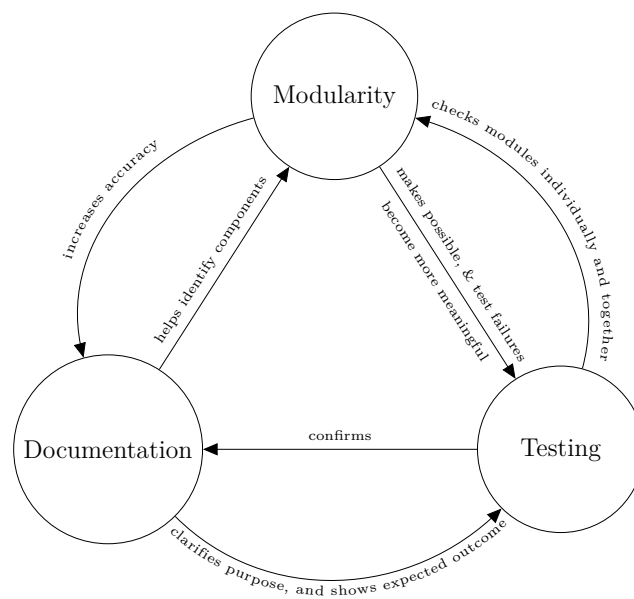 Modularity
checks modules individually and together
increases accuracy
helps identify components
makes possible, & test failures
become more meaningful
Documentation
confirms
Testing
clarifies purpose, and shows expected outcome